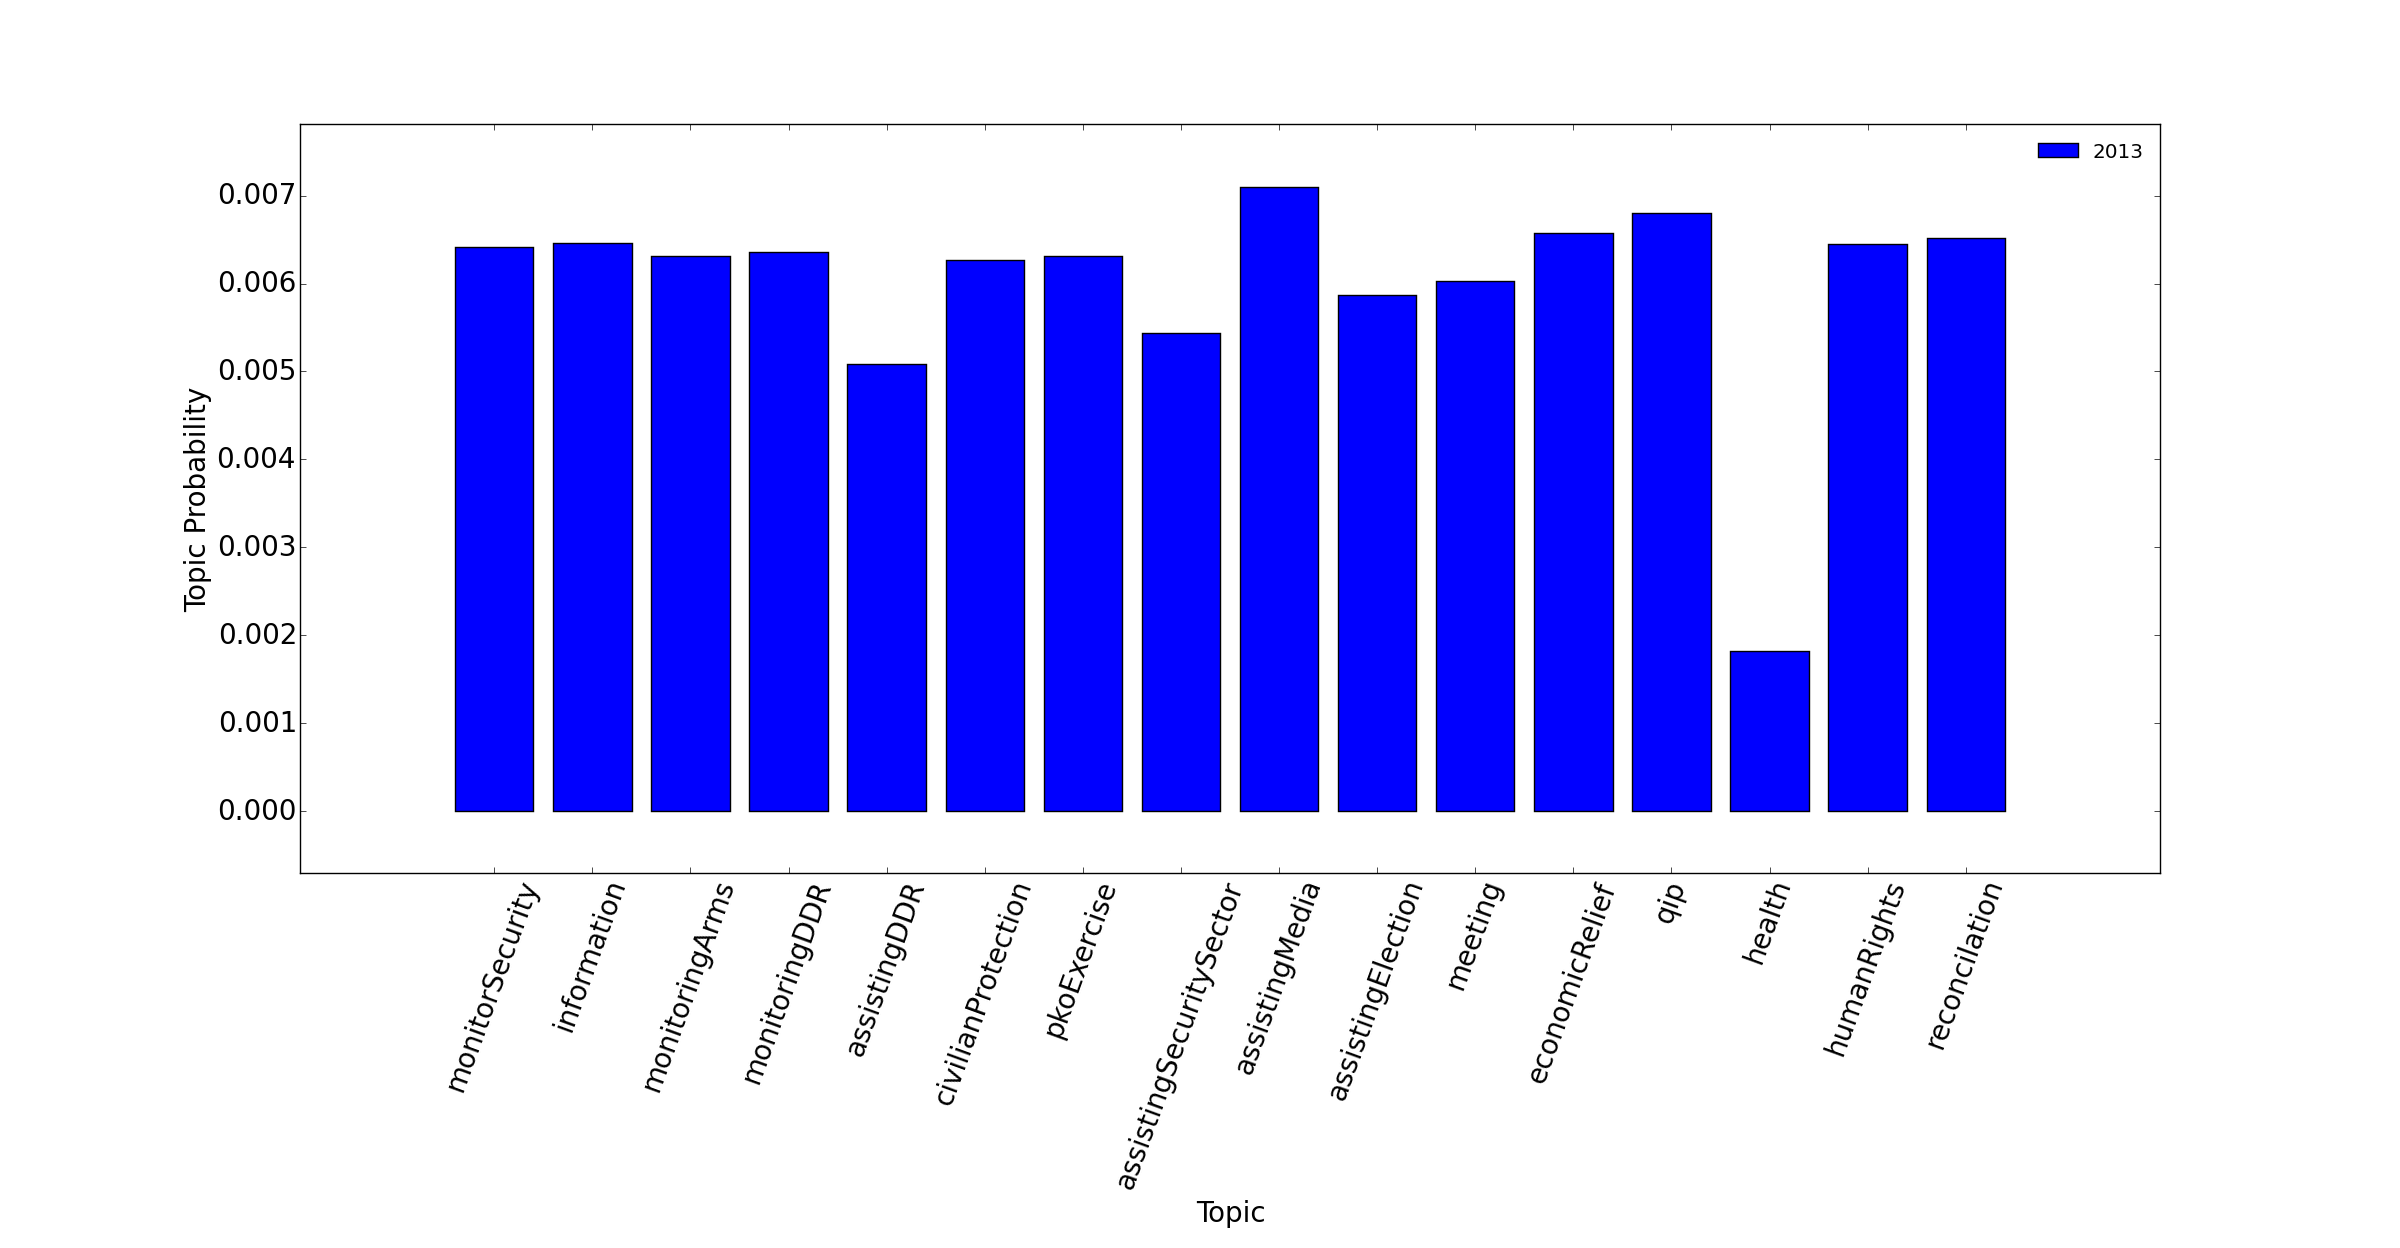 2013
0.007
0.006
0.005
0.004
0.003
0.002
0.001
0.000
Topic Probability
monitorSecurity
information
monitoringArms
monitoringDDR
assistingDDR
civilianProtection
pkoExercise
assistingSecuritySector
assistingMedia
assistingElection
meeting
economicRelief
qip
health
humanRights
reconcilation
Topic